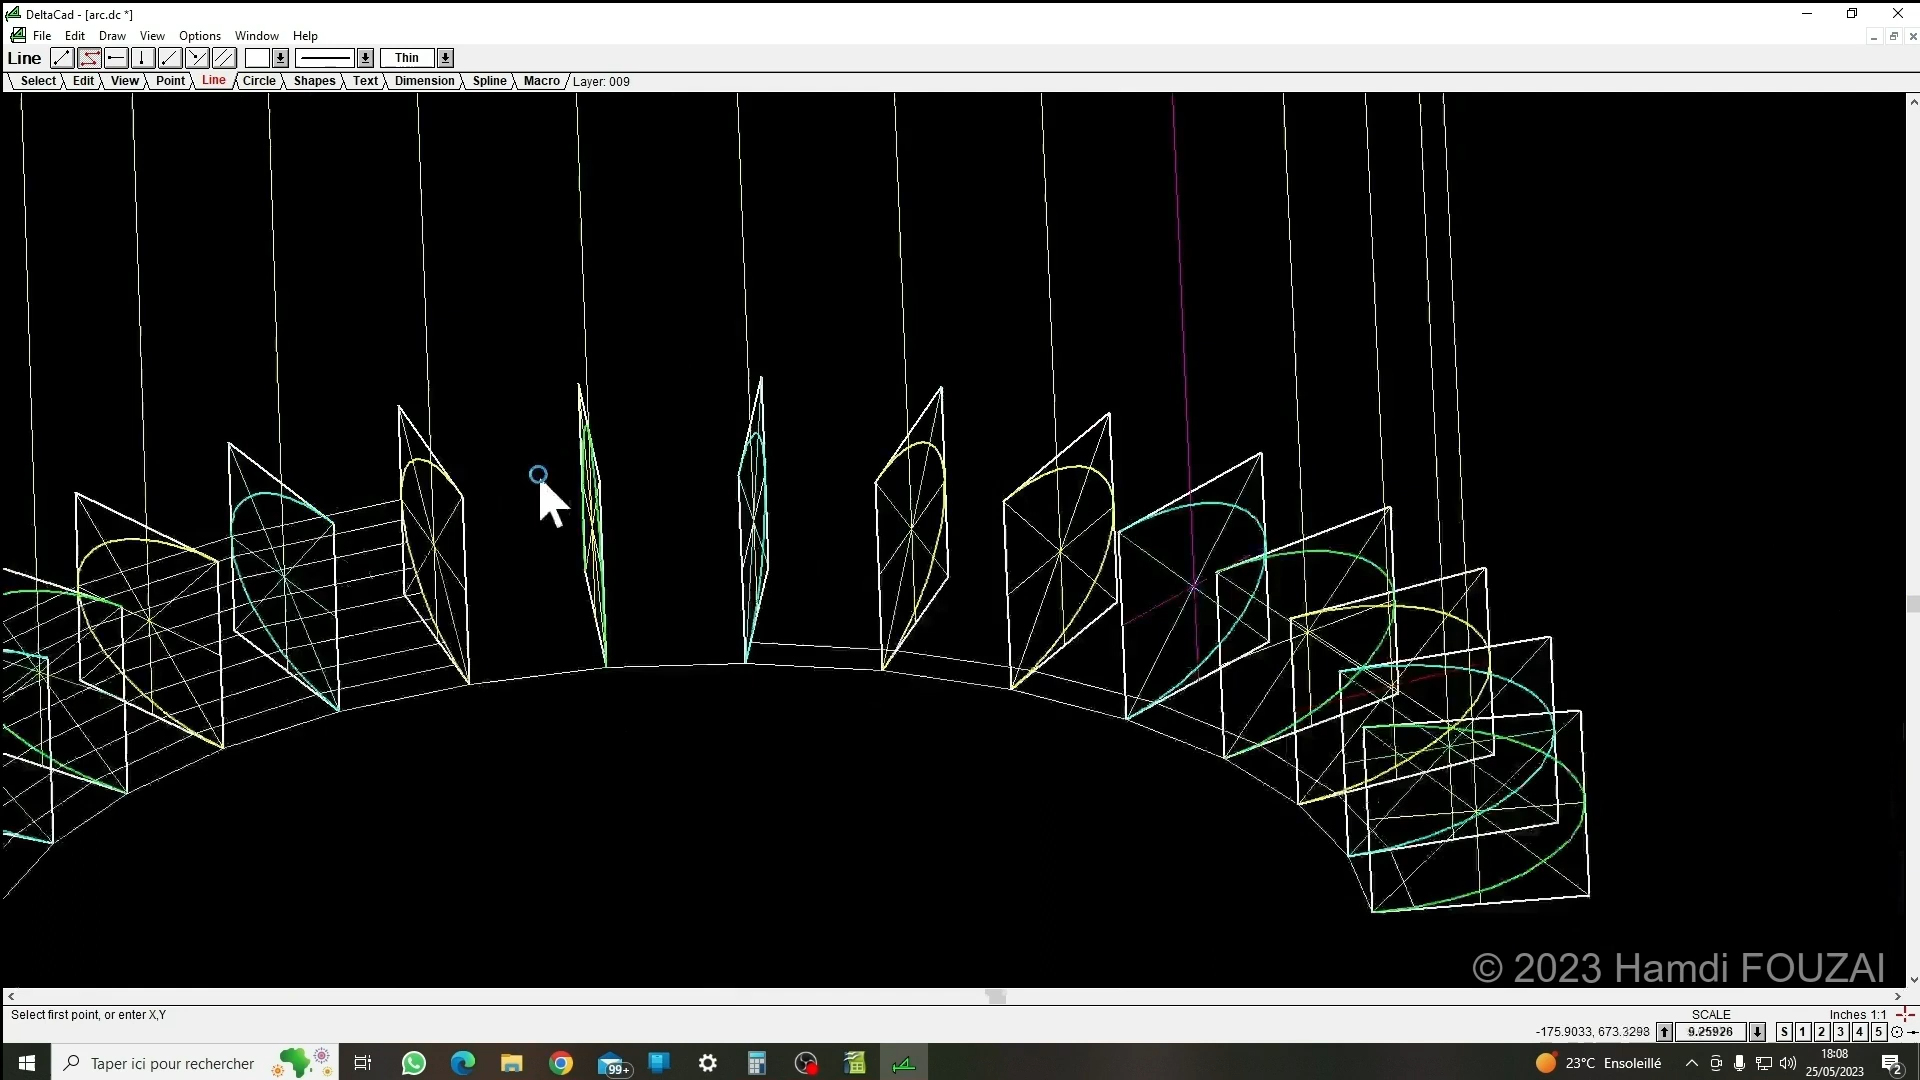 DeltaCad - [arc.dc *]
File Edit Draw View Options Window Help
Line Thin
Select Edit View Point Line Circle Shapes Text Dimension Spline Macro Layer: 009
© 2023 Hamdi FOUZAI
Select first point, or enter X,Y
SCALE Inches 1:1
-175.9033, 673.3298 9.25926 S 1 2 3 4 5
Taper ici pour rechercher 99+ 23°C Ensoleillé 18:08
25/05/2023 2